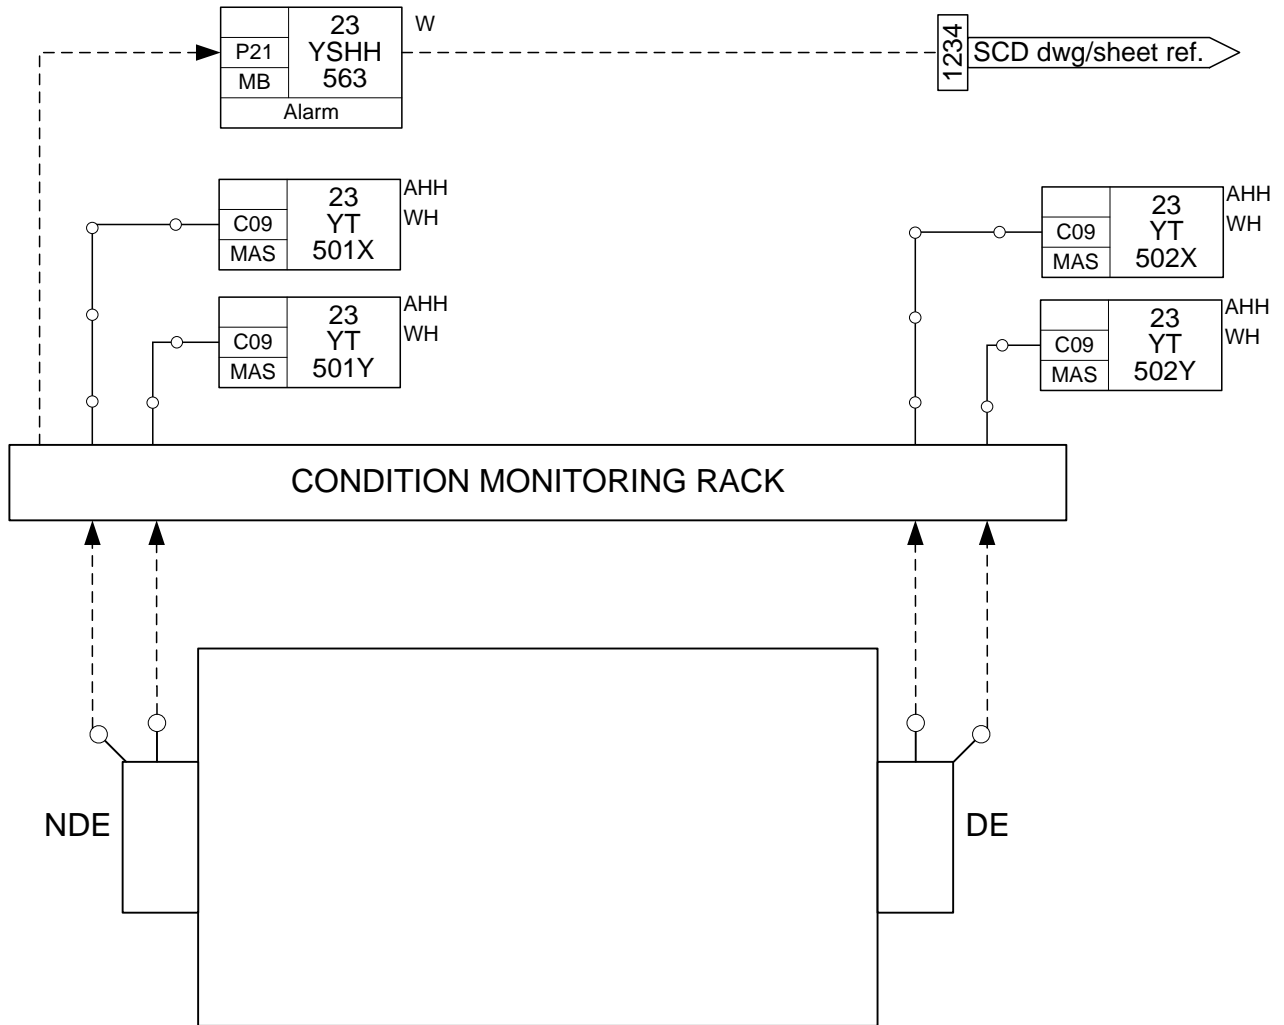 23
W
P21
YSHH
MB
563
Alarm
1234
SCD dwg/sheet ref.
23
AHH
C09
YT
WH
MAS
501X
23
AHH
C09
YT
WH
MAS
502X
23
AHH
C09
YT
WH
MAS
501Y
23
AHH
C09
YT
WH
MAS
502Y
CONDITION MONITORING RACK
NDE
DE